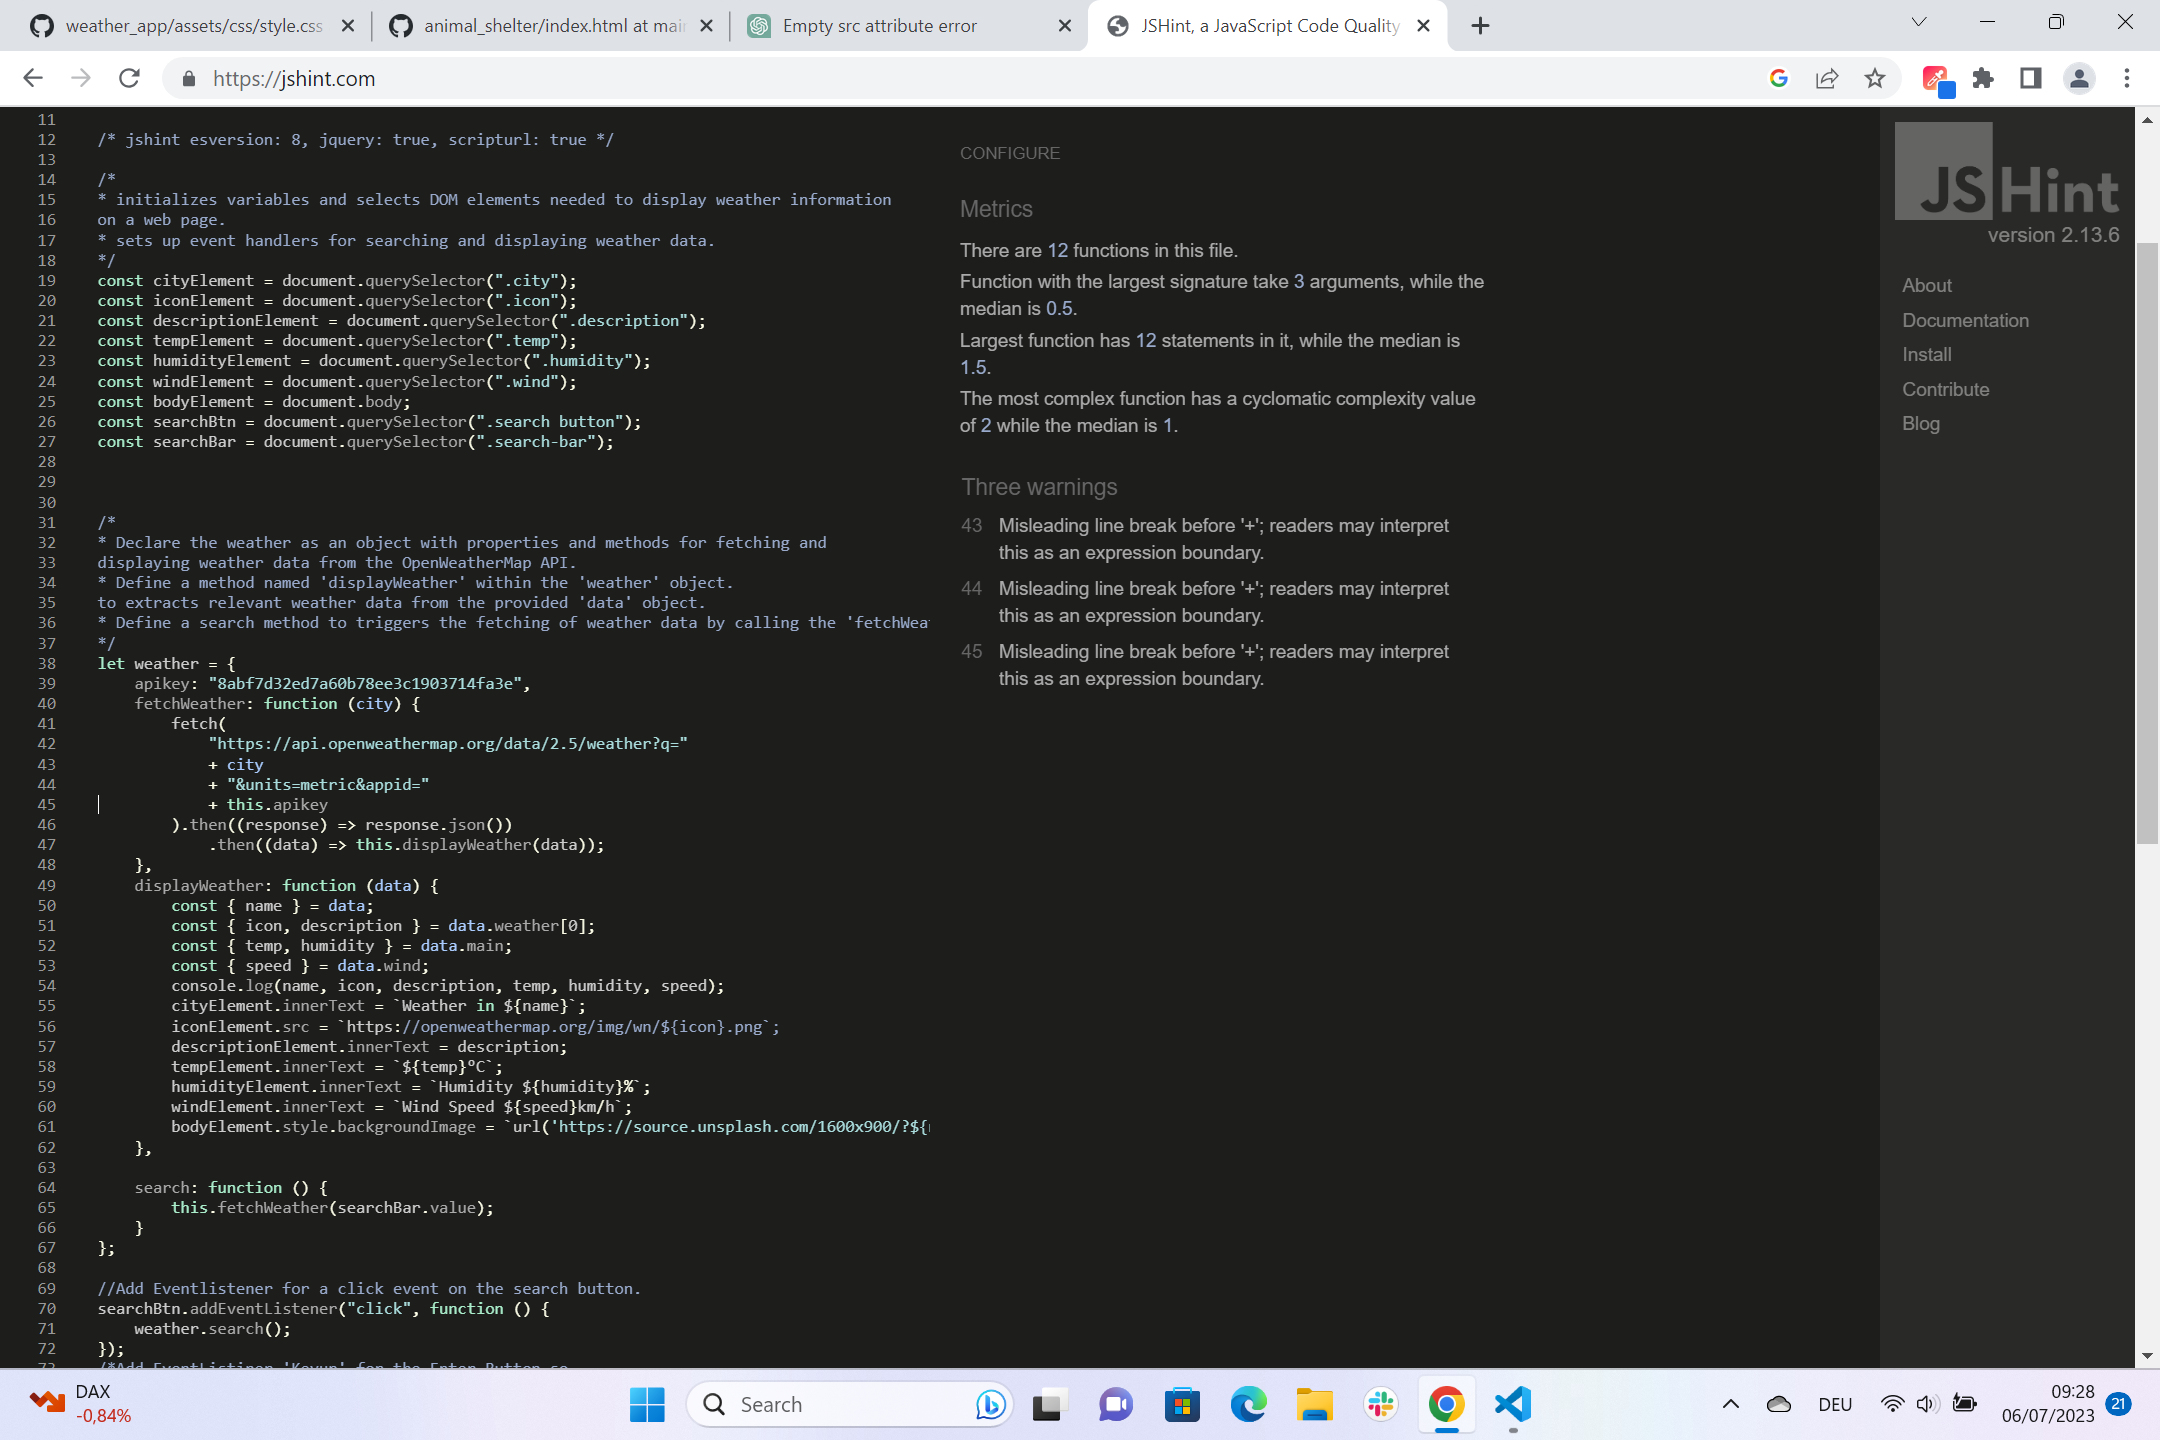 weather_app/assets/css/style.css
animal_shelter/index.html at mai
Empty src attribute error
JSHint, a JavaScript Code Quality
https://jshint.com
11
12 /* jshint esversion: 8, jquery: true, scripturl: true */
13
14 /*
15 * initializes variables and selects DOM elements needed to display weather information
16 on a web page.
17 * sets up event handlers for searching and displaying weather data.
18 */
19 const cityElement = document.querySelector(".city");
20 const iconElement = document.querySelector(".icon");
21 const descriptionElement = document.querySelector(".description");
22 const tempElement = document.querySelector(".temp");
23 const humidityElement = document.querySelector(".humidity");
24 const windElement = document.querySelector(".wind");
25 const bodyElement = document.body;
26 const searchBtn = document.querySelector(".search button");
27 const searchBar = document.querySelector(".search-bar");
28
29
30
31 /*
32 * Declare the weather as an object with properties and methods for fetching and
33 displaying weather data from the OpenWeatherMap API.
34 * Define a method named 'displayWeather' within the 'weather' object.
35 to extracts relevant weather data from the provided 'data' object.
36 * Define a search method to triggers the fetching of weather data by calling the 'fetchWea
37 */
38 let weather = {
39 apikey: "8abf7d32ed7a60b78ee3c1903714fa3e",
40 fetchWeather: function (city) {
41 fetch(
42 "https://api.openweathermap.org/data/2.5/weather?q="
43 + city
44 + "&units=metric&appid="
45 + this.apikey
46 ).then((response) => response.json())
47 .then((data) => this.displayWeather(data));
48 },
49 displayWeather: function (data) {
50 const { name } = data;
51 const { icon, description } = data.weather[0];
52 const { temp, humidity } = data.main;
53 const { speed } = data.wind;
54 console.log(name, icon, description, temp, humidity, speed);
55 cityElement.innerText = `Weather in ${name}`;
56 iconElement.src = `https://openweathermap.org/img/wn/${icon}.png`;
57 descriptionElement.innerText = description;
58 tempElement.innerText = `${temp}°C`;
59 humidityElement.innerText = `Humidity ${humidity}%`;
60 windElement.innerText = `Wind Speed ${speed}km/h`;
61 bodyElement.style.backgroundImage = `url('https://source.unsplash.com/1600x900/?${
62 },
63
64 search: function () {
65 this.fetchWeather(searchBar.value);
66 }
67 };
68
69 //Add Eventlistener for a click event on the search button.
70 searchBtn.addEventListener("click", function () {
71 weather.search();
72 });
73 /*Add EventListiner 'Keyup' for the Enter Button so
CONFIGURE
Metrics
There are 12 functions in this file.
Function with the largest signature take 3 arguments, while the
median is 0.5.
Largest function has 12 statements in it, while the median is
1.5.
The most complex function has a cyclomatic complexity value
of 2 while the median is 1.
Three warnings
43 Misleading line break before '+'; readers may interpret
this as an expression boundary.
44 Misleading line break before '+'; readers may interpret
this as an expression boundary.
45 Misleading line break before '+'; readers may interpret
this as an expression boundary.
JSHint
version 2.13.6
About
Documentation
Install
Contribute
Blog
DAX
-0,84%
Search
DEU
09:28
06/07/2023
21